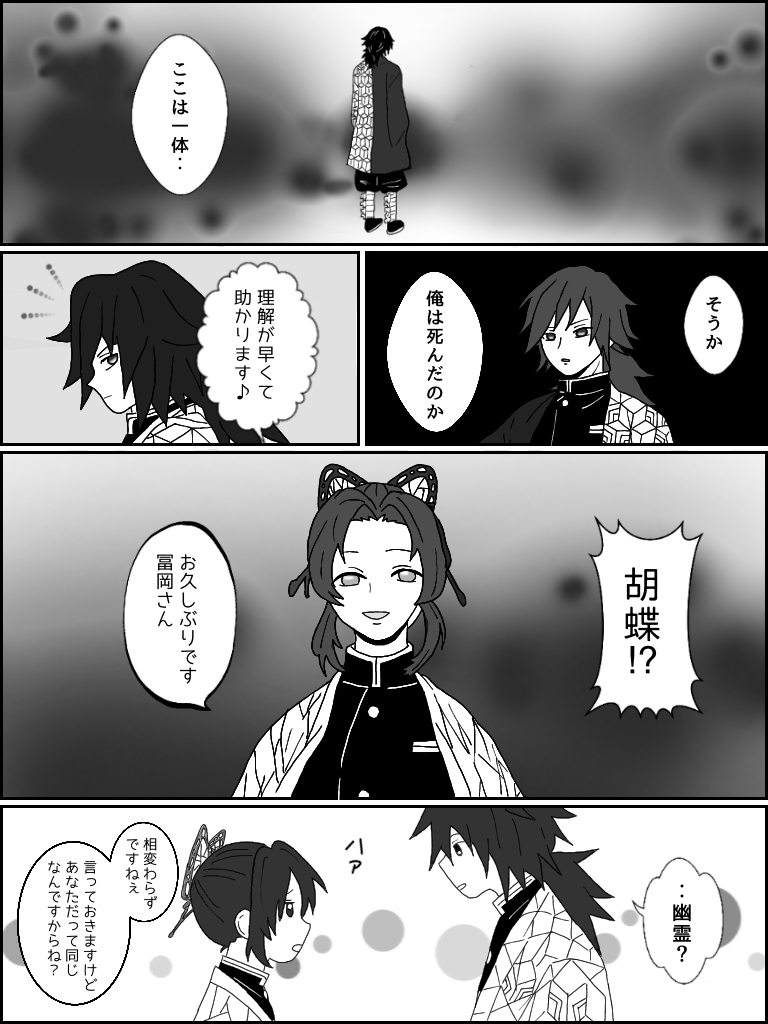 ここは一体‥
そうか
俺は死んだのか
理解が早くて
助かります♪
胡蝶!?
お久しぶりです
冨岡さん
‥幽霊?
ハァ
相変わらず
ですねぇ
言っておきますけど
あなただって同じ
なんですからね?